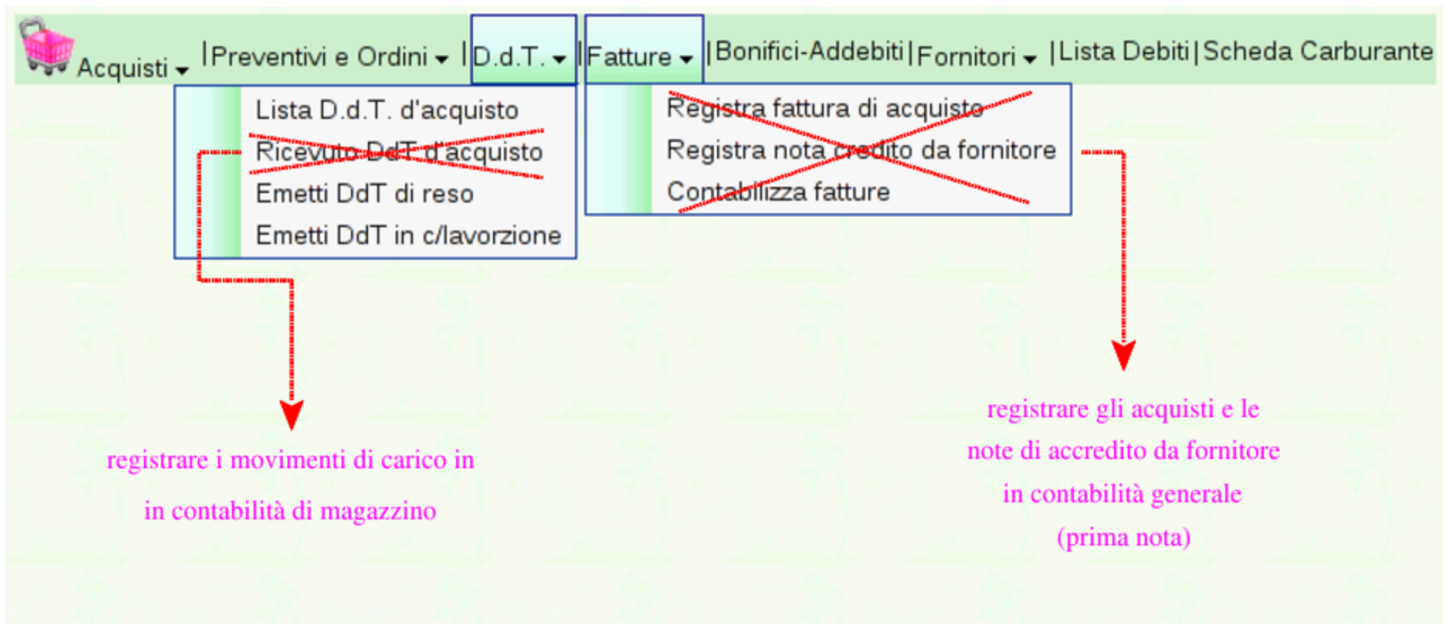 Acquisti |Preventivi e Ordini |D.d.T. |Fatture |Bonifici-Addebiti|Fornitori |Lista Debiti|Scheda Carburante
Lista D.d.T. d'acquisto
Ricevuto DdT d'acquisto
Emetti DdT di reso
Emetti DdT in c/lavorzione
Registra fattura di acquisto
Registra nota credito da fornitore
Contabilizza fatture
registrare i movimenti di carico in
in contabilità di magazzino
registrare gli acquisti e le
note di accredito da fornitore
in contabilità generale
(prima nota)